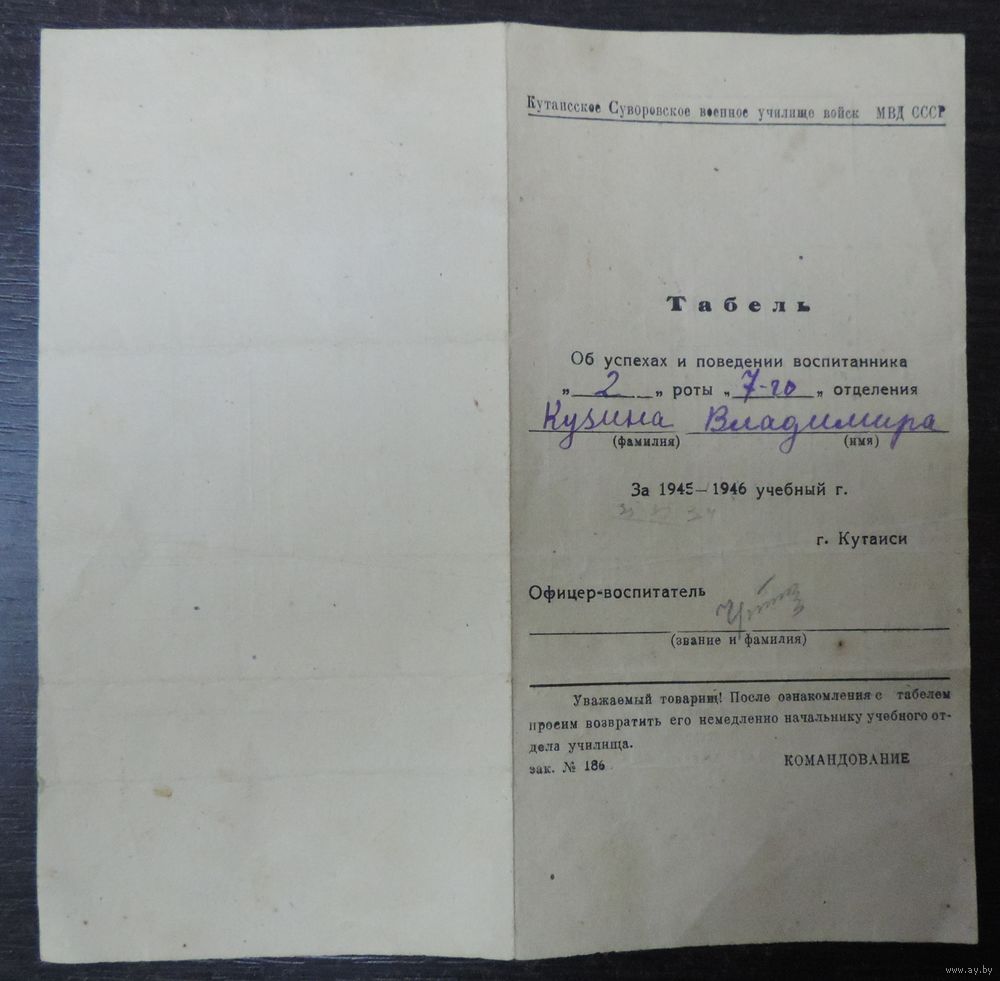 Кутаисское Суворовское военное училище войск МВД СССР
Табель
Об успехах и поведении воспитанника
„ 2 „ роты „ 7-го „ отделения
Кузина Владимира
(фамилия) (имя)
За 1945—1946 учебный г.
г. Кутаиси
Офицер-воспитатель
(звание и фамилия)
Уважаемый товарищ! После ознакомления с табелем
просим возвратить его немедленно начальнику учебного от-
дела училища.
зак. № 186 КОМАНДОВАНИЕ
www.ay.by